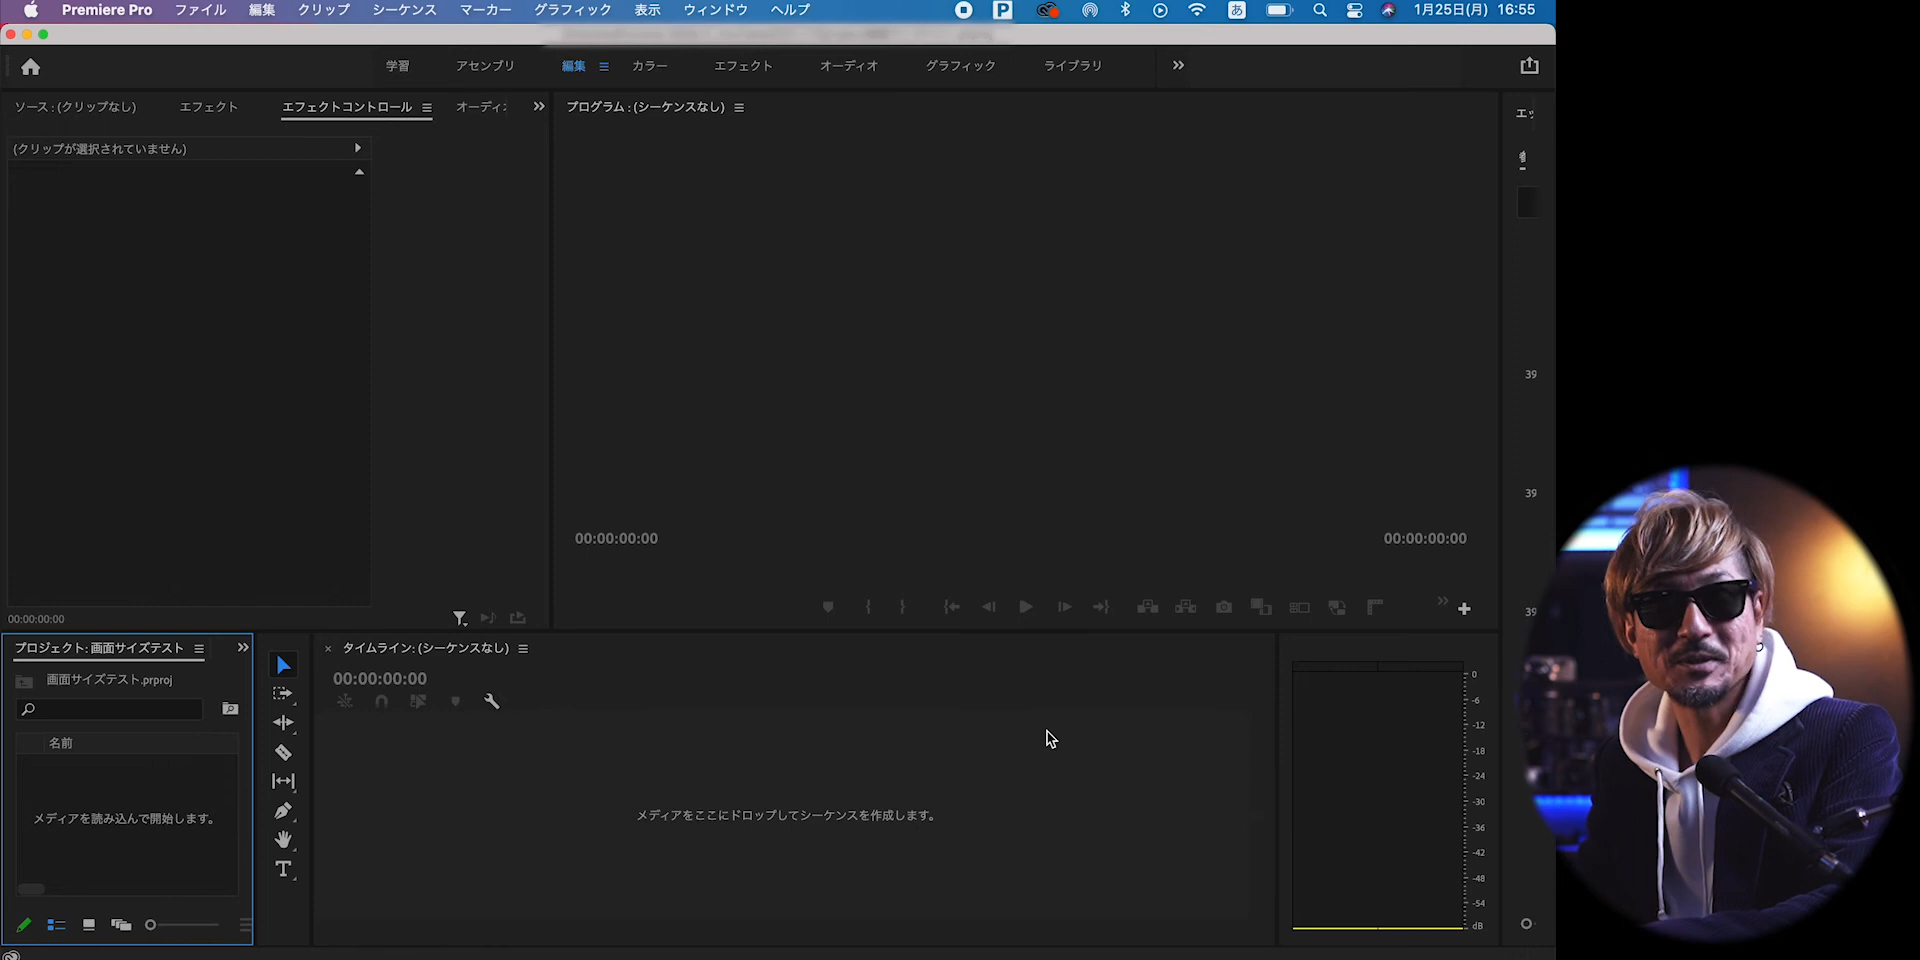 Premiere Pro ファイル 編集 クリップ シーケンス マーカー グラフィック 表示 ウィンドウ ヘルプ P あ 1月25日(月) 16:55
学習 アセンブリ 編集 カラー エフェクト オーディオ グラフィック ライブラリ
ソース : (クリップなし) エフェクト エフェクトコントロール オーディ
プログラム : (シーケンスなし)
(クリップが選択されていません)
39
39
39
00:00:00:00 00:00:00:00
00:00:00:00
プロジェクト: 画面サイズテスト
画面サイズテスト.prproj
名前
メディアを読み込んで開始します。
× タイムライン : (シーケンスなし)
00:00:00:00
メディアをここにドロップしてシーケンスを作成します。
0
-6
-12
-18
-24
-30
-36
-42
-48
-54
dB